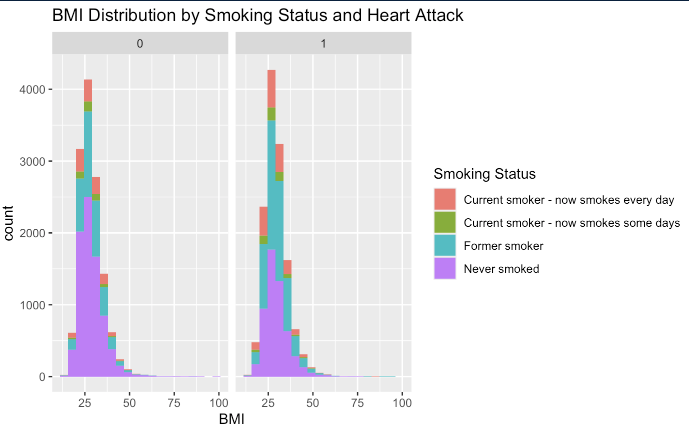 BMI Distribution by Smoking Status and Heart Attack
0 1
4000
3000
2000
1000
0
count
25 50 75 100 25 50 75 100
BMI
Smoking Status
Current smoker - now smokes every day
Current smoker - now smokes some days
Former smoker
Never smoked